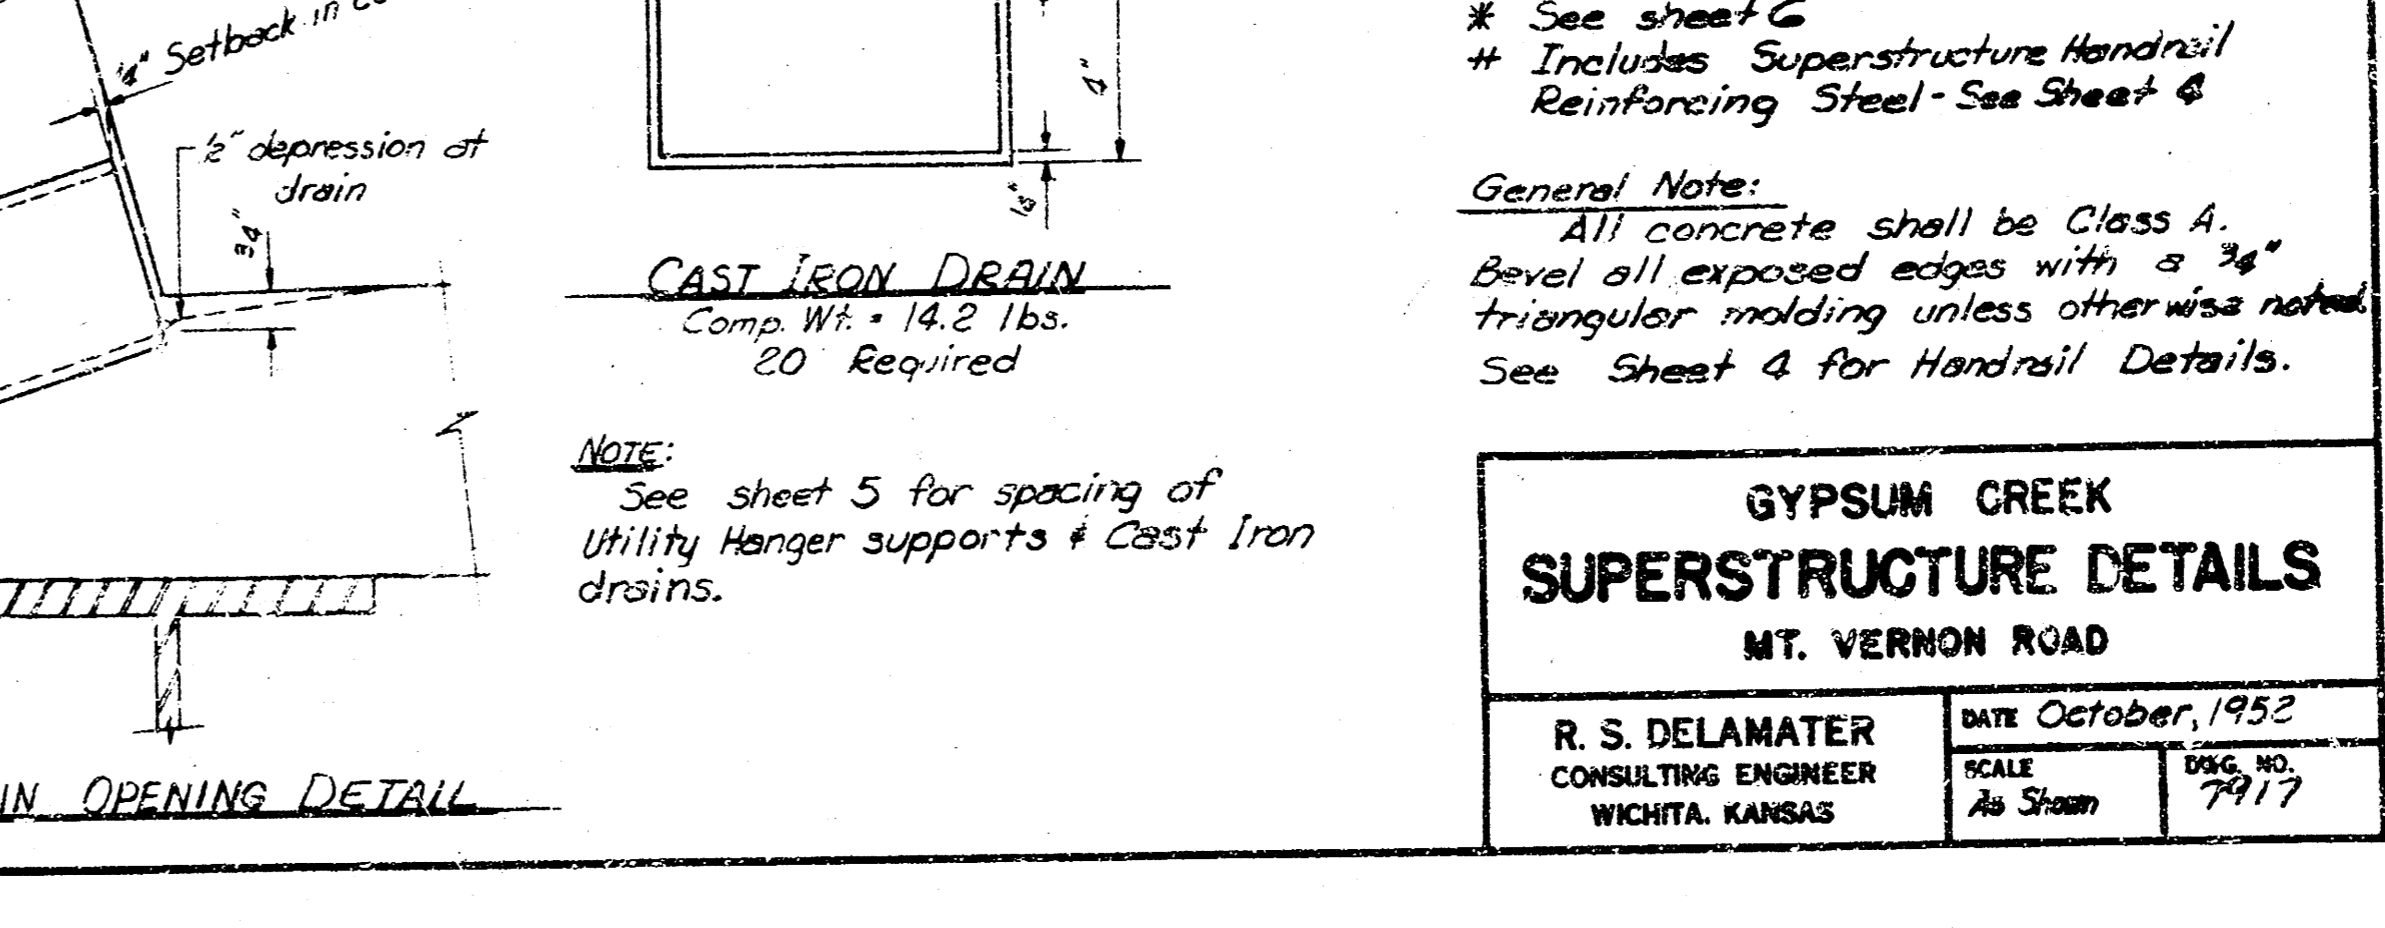 1/4" Setback in
1/2" depression at
drain
3/4"
4"
CAST IRON DRAIN
Comp. Wt. = 14.2 lbs.
20 Required
NOTE:
See sheet 5 for spacing of
Utility Hanger supports & Cast Iron
drains.
IN OPENING DETAIL
* See sheet 6
# Includes Superstructure Handrail
Reinforcing Steel - See Sheet 4
General Note:
All concrete shall be Class A.
Bevel all exposed edges with a 3/4"
triangular molding unless otherwise noted.
See Sheet 4 for Handrail Details.
GYPSUM CREEK
SUPERSTRUCTURE DETAILS
MT. VERNON ROAD
R. S. DELAMATER
CONSULTING ENGINEER
WICHITA, KANSAS
DATE October, 1952
SCALE
As Shown
DWG. NO.
7917